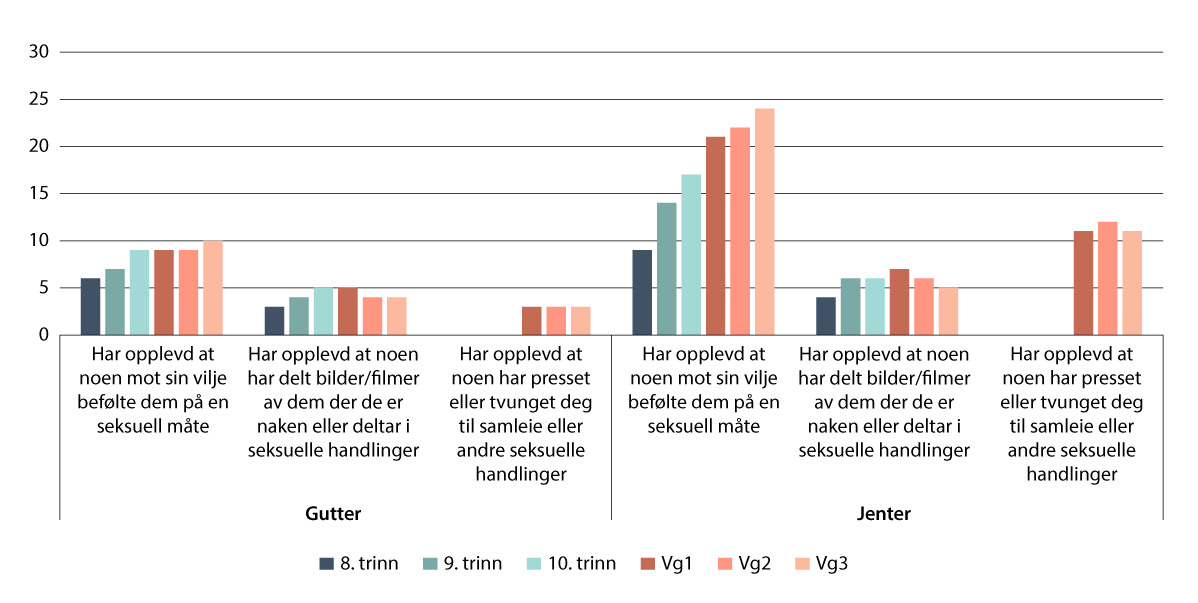 30
25
20
15
10
5
0
Har opplevd at
noen mot sin vilje
befølte dem på en
seksuell måte
Har opplevd at noen
har delt bilder/filmer
av dem der de er
naken eller deltar i
seksuelle handlinger
Har opplevd at
noen har presset
eller tvunget deg
til samleie eller
andre seksuelle
handlinger
Har opplevd at
noen mot sin vilje
befølte dem på en
seksuell måte
Har opplevd at noen
har delt bilder/filmer
av dem der de er
naken eller deltar i
seksuelle handlinger
Har opplevd at
noen har presset
eller tvunget deg
til samleie eller
andre seksuelle
handlinger
Gutter
Jenter
8. trinn 9. trinn 10. trinn Vg1 Vg2 Vg3